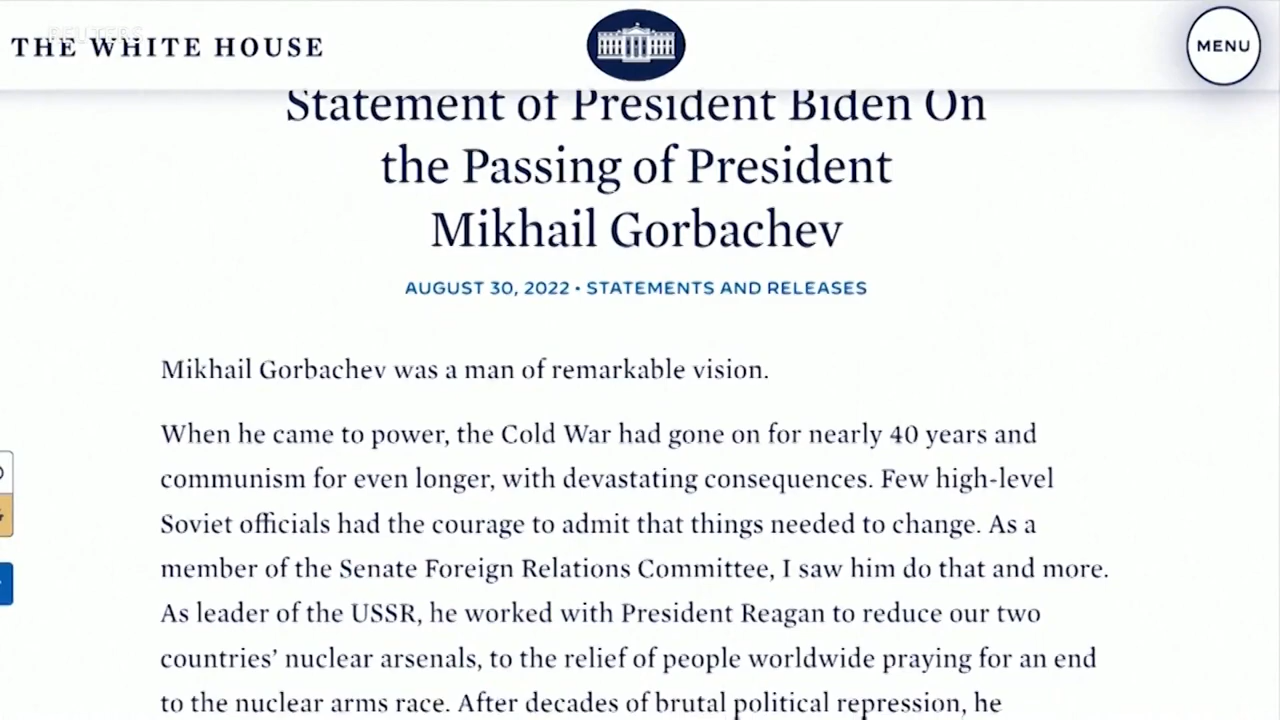 REUTERS
THE WHITE HOUSE
MENU
Statement of President Biden On
the Passing of President
Mikhail Gorbachev
AUGUST 30, 2022 • STATEMENTS AND RELEASES
Mikhail Gorbachev was a man of remarkable vision.
When he came to power, the Cold War had gone on for nearly 40 years and
communism for even longer, with devastating consequences. Few high-level
Soviet officials had the courage to admit that things needed to change. As a
member of the Senate Foreign Relations Committee, I saw him do that and more.
As leader of the USSR, he worked with President Reagan to reduce our two
countries’ nuclear arsenals, to the relief of people worldwide praying for an end
to the nuclear arms race. After decades of brutal political repression, he